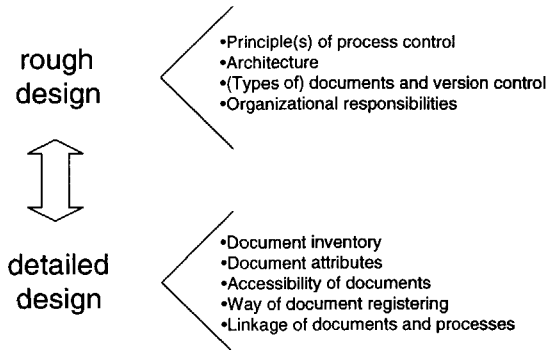 rough
design
•Principle(s) of process control
•Architecture
•(Types of) documents and version control
•Organizational responsibilities
detailed
design
•Document inventory
•Document attributes
•Accessibility of documents
•Way of document registering
•Linkage of documents and processes